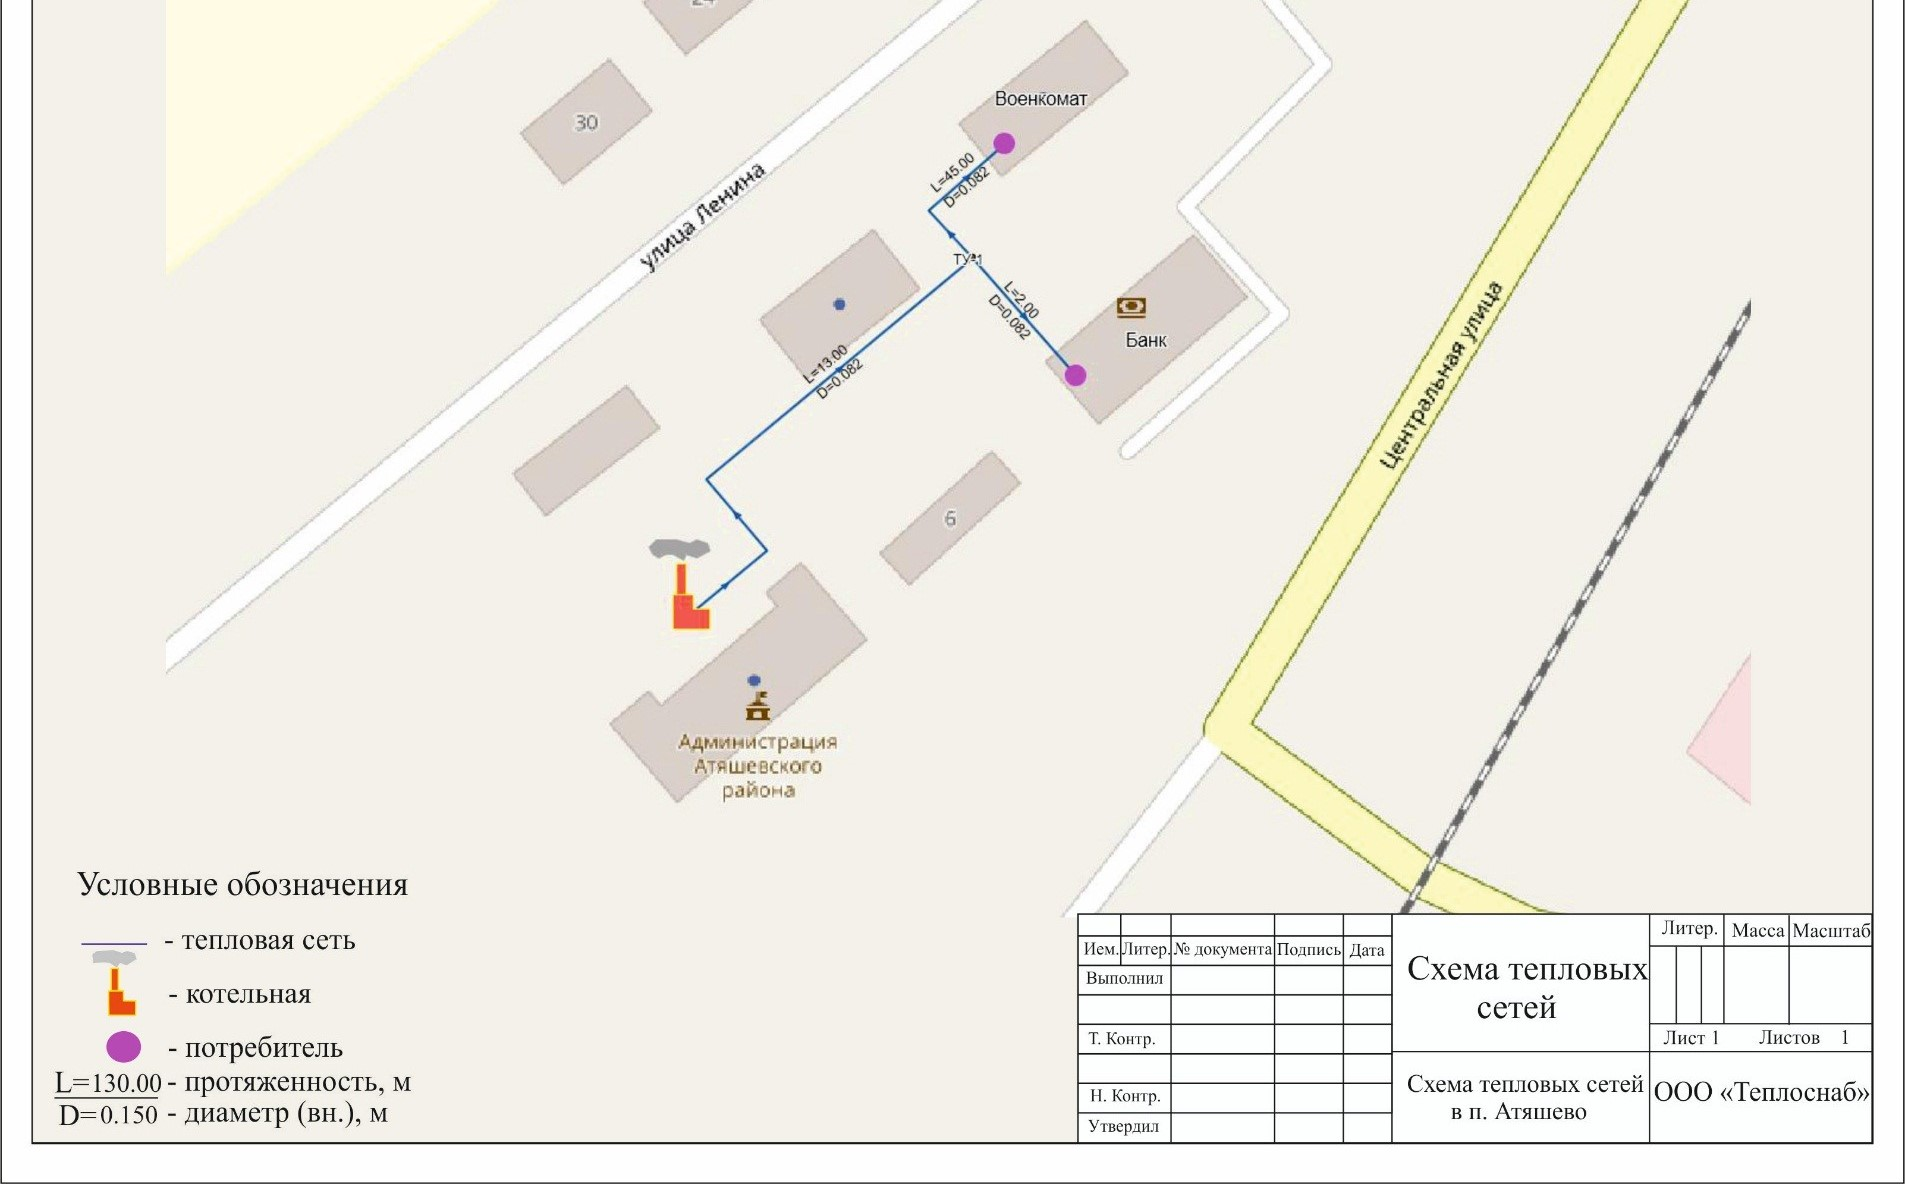 24
30
Военкомат
улица Ленина
L=45.00
D=0.082
ТУ-1
L=2.00
D=0.082
Банк
L=13.00
D=0.082
Центральная улица
6
Администрация
Атяшевского
района
Условные обозначения
- тепловая сеть
- котельная
- потребитель
L=130.00 - протяженность, м
D=0.150 - диаметр (вн.), м
Ием. Литер. № документа Подпись Дата
Выполнил
Т. Контр.
Н. Контр.
Утвердил
Схема тепловых
сетей
Схема тепловых сетей
в п. Атяшево
Литер. Масса Масштаб
Лист 1 Листов 1
ООО «Теплоснаб»